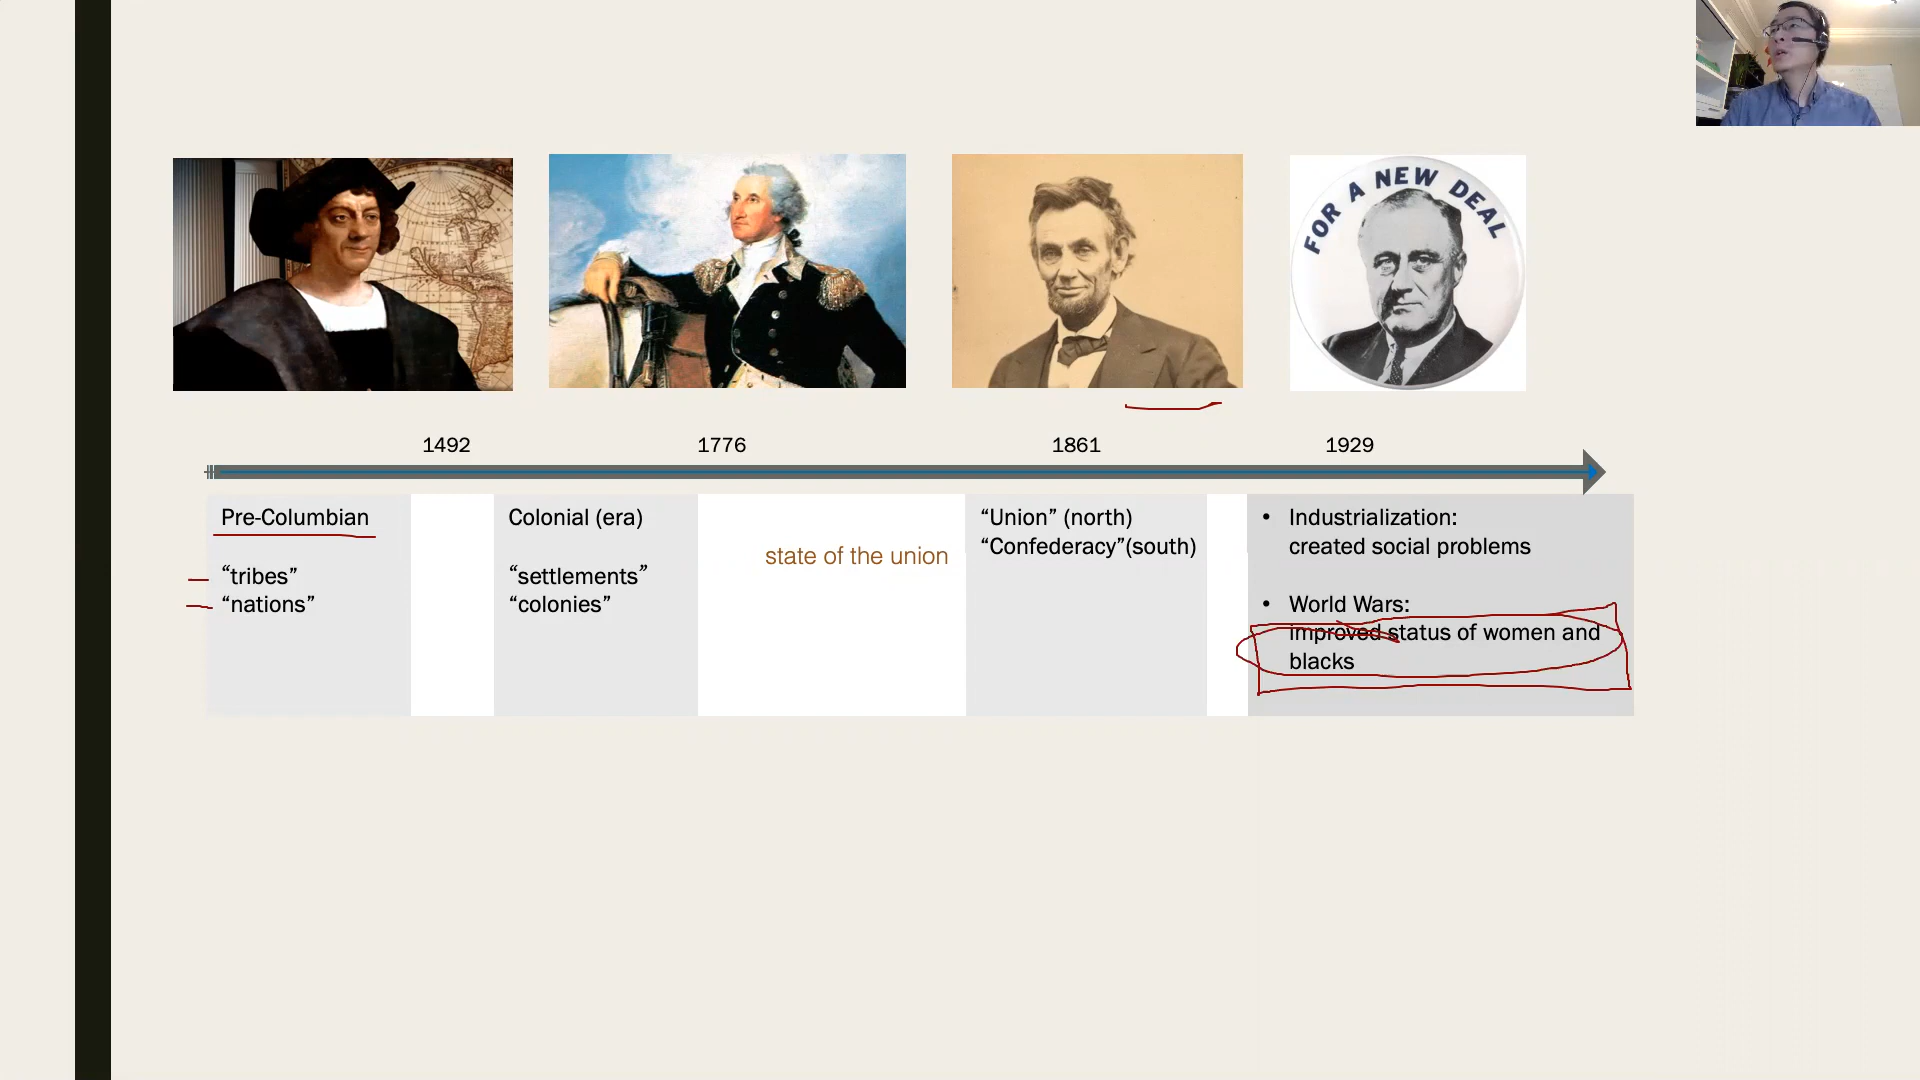 FOR A NEW DEAL
1492
1776
1861
1929
Pre-Columbian
“tribes”
“nations”
Colonial (era)
“settlements”
“colonies”
state of the union
“Union” (north)
“Confederacy”(south)
• Industrialization:
created social problems
• World Wars:
improved status of women and
blacks